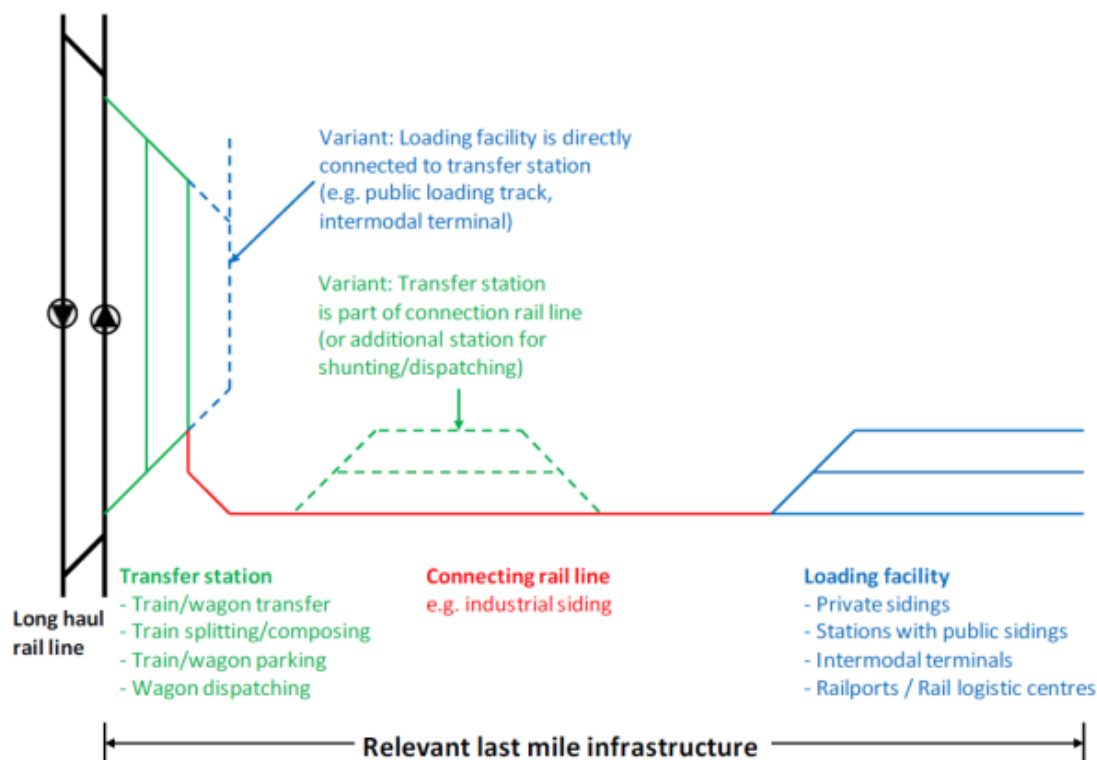 Variant: Loading facility is directly
connected to transfer station
(e.g. public loading track,
intermodal terminal)
Variant: Transfer station
is part of connection rail line
(or additional station for
shunting/dispatching)
Long haul
rail line
Transfer station
- Train/wagon transfer
- Train splitting/composing
- Train/wagon parking
- Wagon dispatching
Connecting rail line
e.g. industrial siding
Loading facility
- Private sidings
- Stations with public sidings
- Intermodal terminals
- Railports / Rail logistic centres
Relevant last mile infrastructure